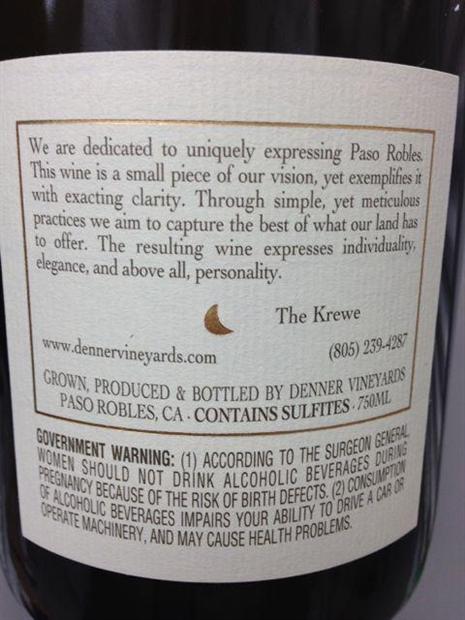 We are dedicated to uniquely expressing Paso Robles.
This wine is a small piece of our vision, yet exemplifies it
with exacting clarity. Through simple, yet meticulous
practices we aim to capture the best of what our land has
to offer. The resulting wine expresses individuality,
elegance, and above all, personality.
The Krewe
www.dennervineyards.com (805) 239-4287
GROWN, PRODUCED & BOTTLED BY DENNER VINEYARDS
PASO ROBLES, CA · CONTAINS SULFITES · 750ML
GOVERNMENT WARNING: (1) ACCORDING TO THE SURGEON GENERAL,
WOMEN SHOULD NOT DRINK ALCOHOLIC BEVERAGES DURING
PREGNANCY BECAUSE OF THE RISK OF BIRTH DEFECTS. (2) CONSUMPTION
OF ALCOHOLIC BEVERAGES IMPAIRS YOUR ABILITY TO DRIVE A CAR OR
OPERATE MACHINERY, AND MAY CAUSE HEALTH PROBLEMS.